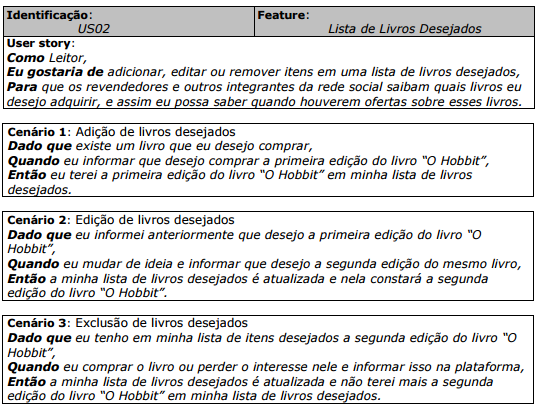 Identificação: Feature:
US02 Lista de Livros Desejados
User story:
Como Leitor,
Eu gostaria de adicionar, editar ou remover itens em uma lista de livros desejados,
Para que os revendedores e outros integrantes da rede social saibam quais livros eu
desejo adquirir, e assim eu possa saber quando houverem ofertas sobre esses livros.
Cenário 1: Adição de livros desejados
Dado que existe um livro que eu desejo comprar,
Quando eu informar que desejo comprar a primeira edição do livro “O Hobbit”,
Então eu terei a primeira edição do livro “O Hobbit” em minha lista de livros
desejados.
Cenário 2: Edição de livros desejados
Dado que eu informei anteriormente que desejo a primeira edição do livro “O
Hobbit”,
Quando eu mudar de ideia e informar que desejo a segunda edição do mesmo livro,
Então a minha lista de livros desejados é atualizada e nela constará a segunda
edição do livro “O Hobbit”.
Cenário 3: Exclusão de livros desejados
Dado que eu tenho em minha lista de itens desejados a segunda edição do livro “O
Hobbit”,
Quando eu comprar o livro ou perder o interesse nele e informar isso na plataforma,
Então a minha lista de livros desejados é atualizada e não terei mais a segunda
edição do livro “O Hobbit” em minha lista de livros desejados.